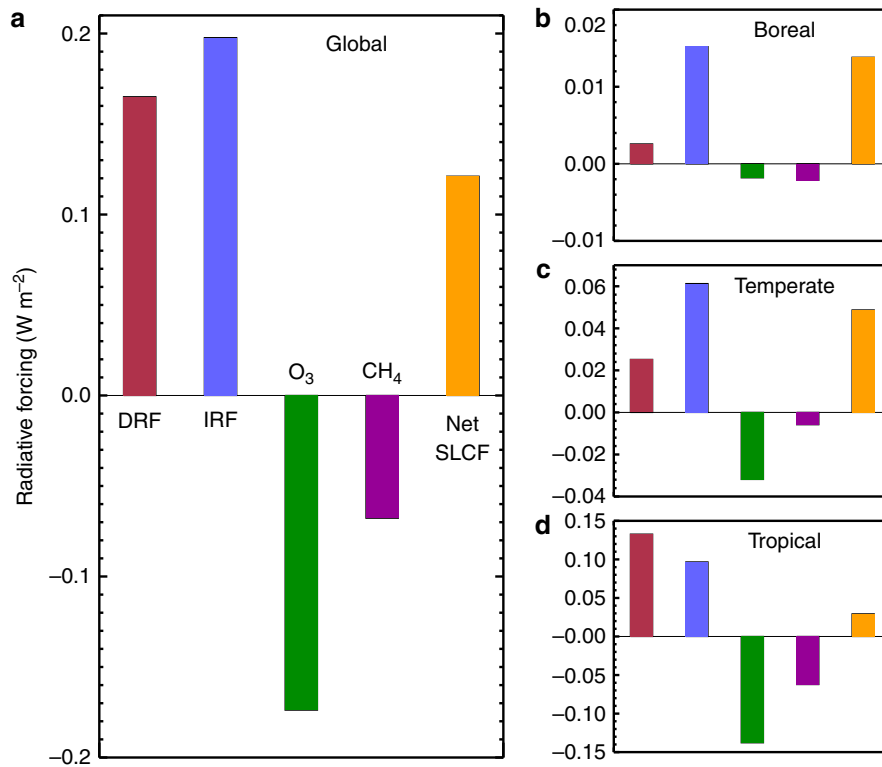 a
Global
Radiative forcing (W m⁻²)
0.2
0.1
0.0
–0.1
–0.2
DRF
IRF
O₃
CH₄
Net
SLCF
b
Boreal
0.02
0.01
0.00
–0.01
c
Temperate
0.06
0.04
0.02
0.00
–0.02
–0.04
d
Tropical
0.15
0.10
0.05
–0.00
–0.05
–0.10
–0.15